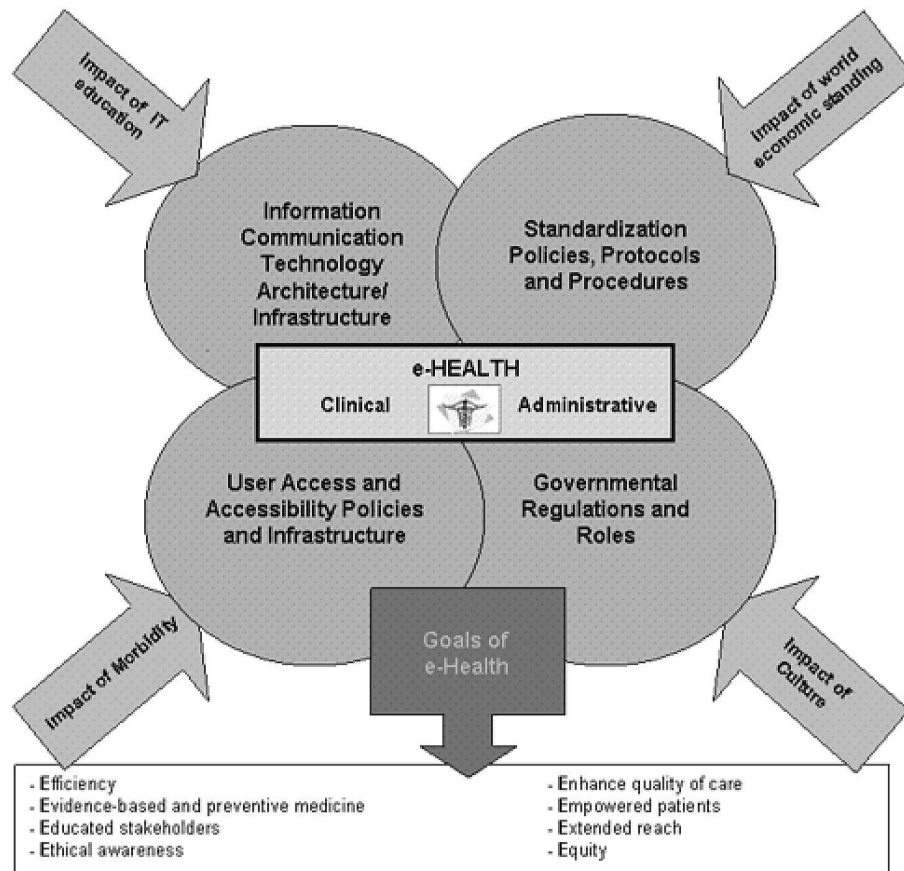 Impact of IT
education
Impact of world
economic standing
Information
Communication
Technology
Architecture/
Infrastructure
Standardization
Policies, Protocols
and Procedures
e-HEALTH
Clinical
Administrative
User Access and
Accessibility Policies
and Infrastructure
Governmental
Regulations and
Roles
Impact of Morbidity
Goals of
e-Health
Impact of
Culture
- Efficiency
- Evidence-based and preventive medicine
- Educated stakeholders
- Ethical awareness
- Enhance quality of care
- Empowered patients
- Extended reach
- Equity